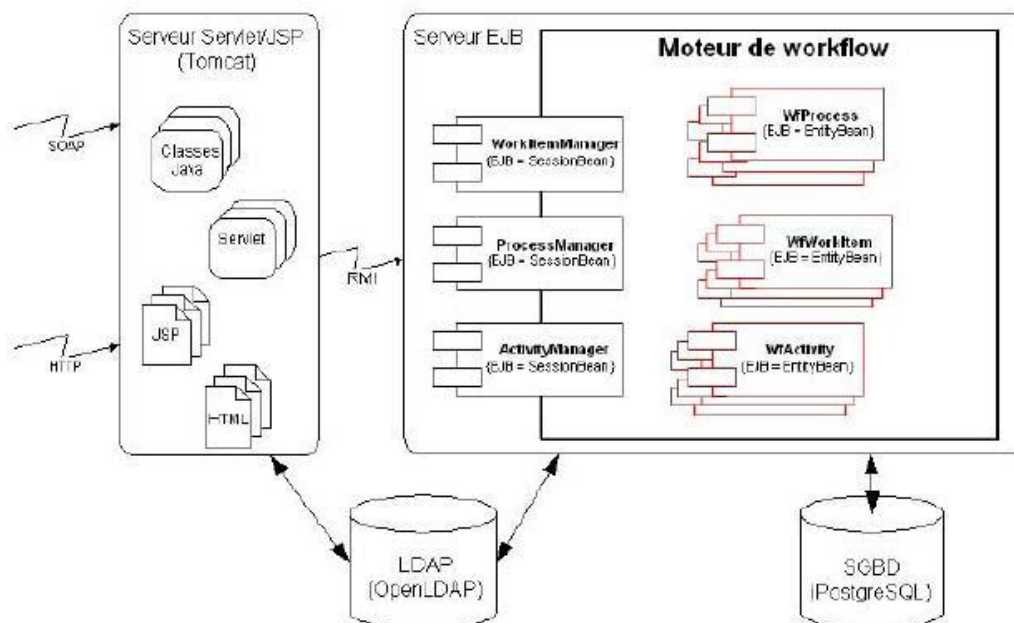 Serveur Servlet/JSP
(Tomcat)
SOAP
Classes
Java
Servlet
JSP
HTTP
HTML
RMI
Serveur EJB
Moteur de workflow
WorkItemManager
{EJB = SessionBean}
ProcessManager
{EJB = SessionBean}
ActivityManager
{EJB = SessionBean}
WfProcess
{EJB = EntityBean}
WfWorkItem
{EJB = EntityBean}
WfActivity
{EJB = EntityBean}
LDAP
(OpenLDAP)
SGBD
(PostgreSQL)